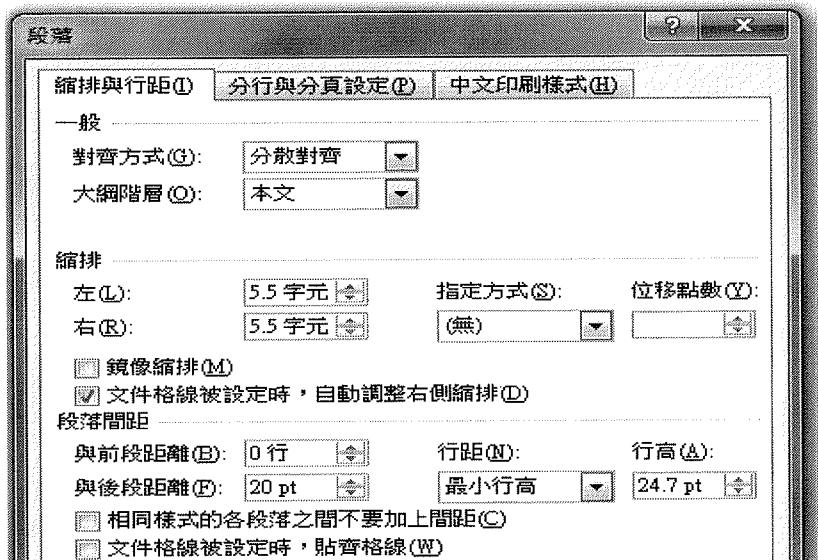 段落
縮排與行距(I) 分行與分頁設定(P) 中文印刷樣式(H)
一般
對齊方式(G): 分散對齊
大綱階層(O): 本文
縮排
左(L): 5.5 字元 指定方式(S): 位移點數(Y):
右(R): 5.5 字元 (無)
鏡像縮排(M)
文件格線被設定時，自動調整右側縮排(D)
段落間距
與前段距離(B): 0 行 行距(N): 行高(A):
與後段距離(F): 20 pt 最小行高 24.7 pt
相同樣式的各段落之間不要加上間距(C)
文件格線被設定時，貼齊格線(W)